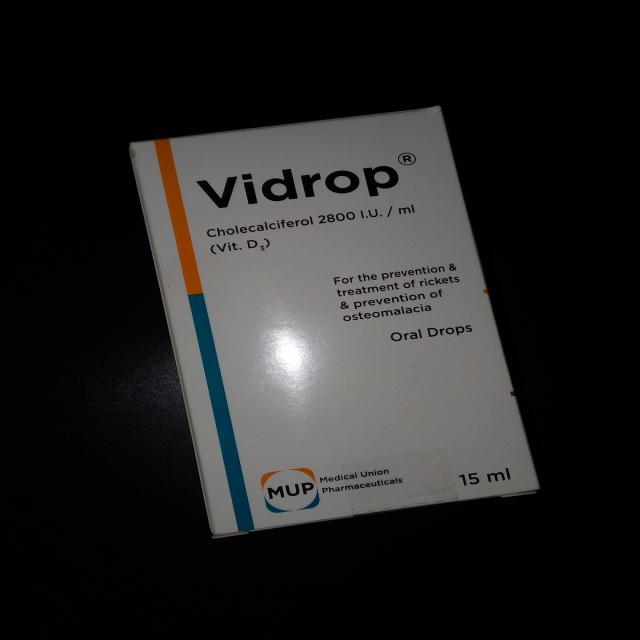 Vidrop®
Cholecalciferol 2800 I.U. / ml
(Vit. D₃)
For the prevention &
treatment of rickets
& prevention of
osteomalacia
Oral Drops
MUP
Medical Union
Pharmaceuticals
15 ml